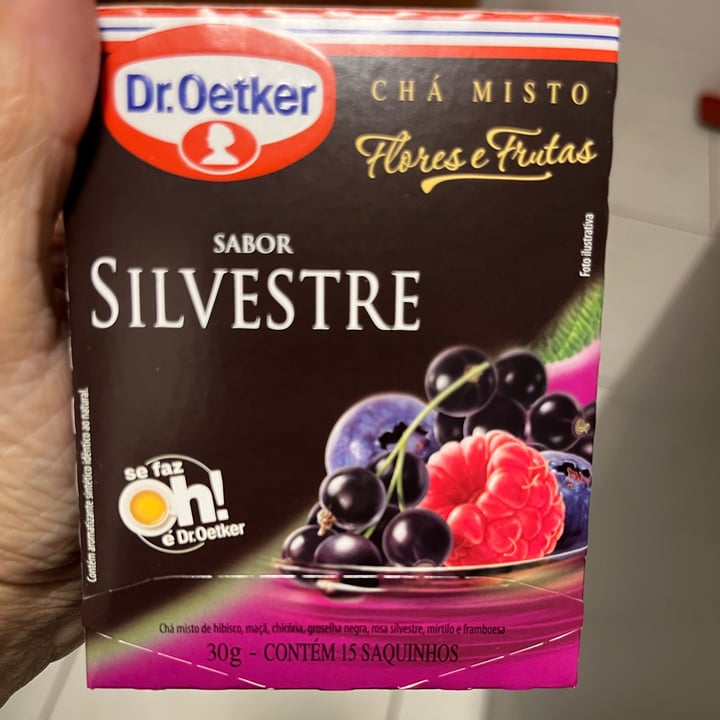 Dr.Oetker
CHÁ MISTO
Flores e Frutas
Foto ilustrativa
SABOR
SILVESTRE
Contém aromatizante sintético idêntico ao natural.
se faz
Oh!
é Dr.Oetker
Chá misto de hibisco, maçã, chicória, groselha negra, rosa silvestre, mirtilo e framboesa
30g - CONTÉM 15 SAQUINHOS